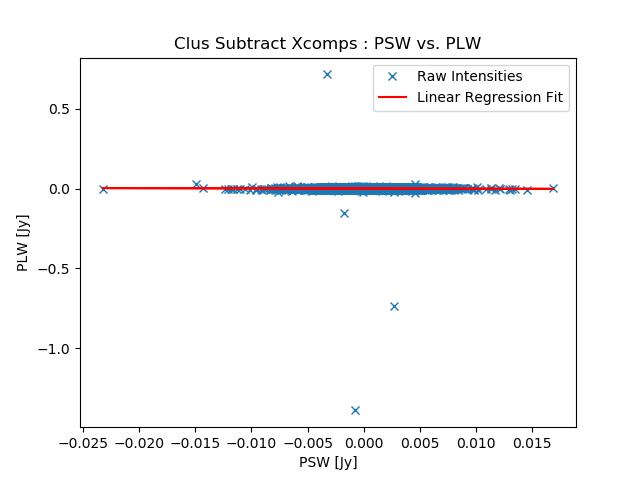 Clus Subtract Xcomps : PSW vs. PLW
Raw Intensities
Linear Regression Fit
PLW [Jy]
0.5
0.0
−0.5
−1.0
−0.025 −0.020 −0.015 −0.010 −0.005 0.000 0.005 0.010 0.015
PSW [Jy]